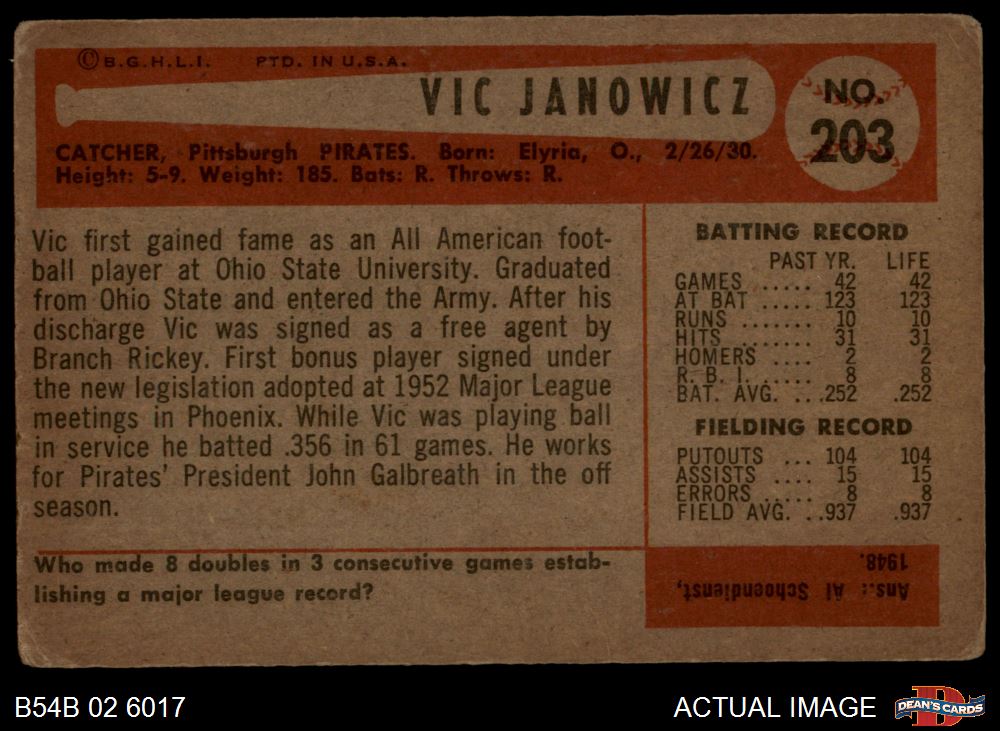 © B.G.H.L.I. PTD. IN U.S.A.
VIC JANOWICZ
NO.
203
CATCHER, Pittsburgh PIRATES. Born: Elyria, O., 2/26/30.
Height: 5-9. Weight: 185. Bats: R. Throws: R.
Vic first gained fame as an All American foot-
ball player at Ohio State University. Graduated
from Ohio State and entered the Army. After his
discharge Vic was signed as a free agent by
Branch Rickey. First bonus player signed under
the new legislation adopted at 1952 Major League
meetings in Phoenix. While Vic was playing ball
in service he batted .356 in 61 games. He works
for Pirates' President John Galbreath in the off
season.
BATTING RECORD
PAST YR. LIFE
GAMES ..... 42 42
AT BAT ..... 123 123
RUNS ........ 10 10
HITS ........ 31 31
HOMERS .... 2 2
R. B. I. ..... 8 8
BAT. AVG. ...252 .252
FIELDING RECORD
PUTOUTS ... 104 104
ASSISTS .... 15 15
ERRORS ..... 8 8
FIELD AVG. ..937 .937
Who made 8 doubles in 3 consecutive games estab-
lishing a major league record?
Ans.: Al Schoendienst,
1948.
B54B 02 6017
ACTUAL IMAGE
D
DEAN'S CARDS